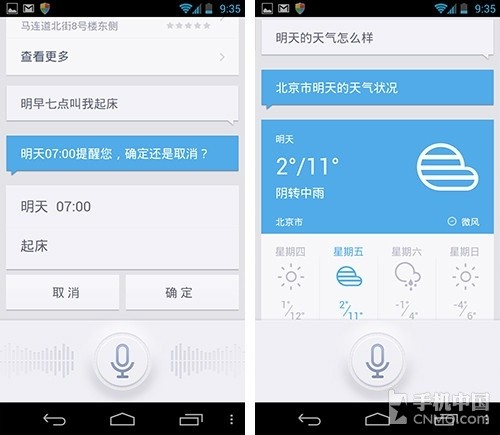 9:35
马连道北街8号楼东侧
查看更多
明早七点叫我起床
明天07:00提醒您，确定还是取消？
明天 07:00
起床
取消
确定
9:35
明天的天气怎么样
北京市明天的天气状况
明天
2°/11°
阴转中雨
北京市
微风
星期四 星期五 星期六 星期日
1°/12° 2°/11° -1°/4° -4°/6°
手机中国
CNMO.com